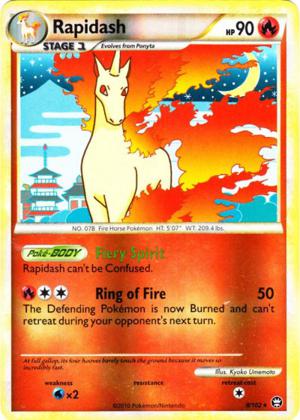 Rapidash HP 90
STAGE 1 Evolves from Ponyta
NO. 078 Fire Horse Pokémon HT: 5'07" WT: 209.4 lbs.
Poké-BODY Fiery Spirit
Rapidash can't be Confused.
Ring of Fire 50
The Defending Pokémon is now Burned and can't
retreat during your opponent's next turn.
At full gallop, its four hooves barely touch the ground because it moves so
incredibly fast.
Illus. Kyoko Umemoto
weakness resistance retreat cost
×2
©2010 Pokémon/Nintendo 8/102